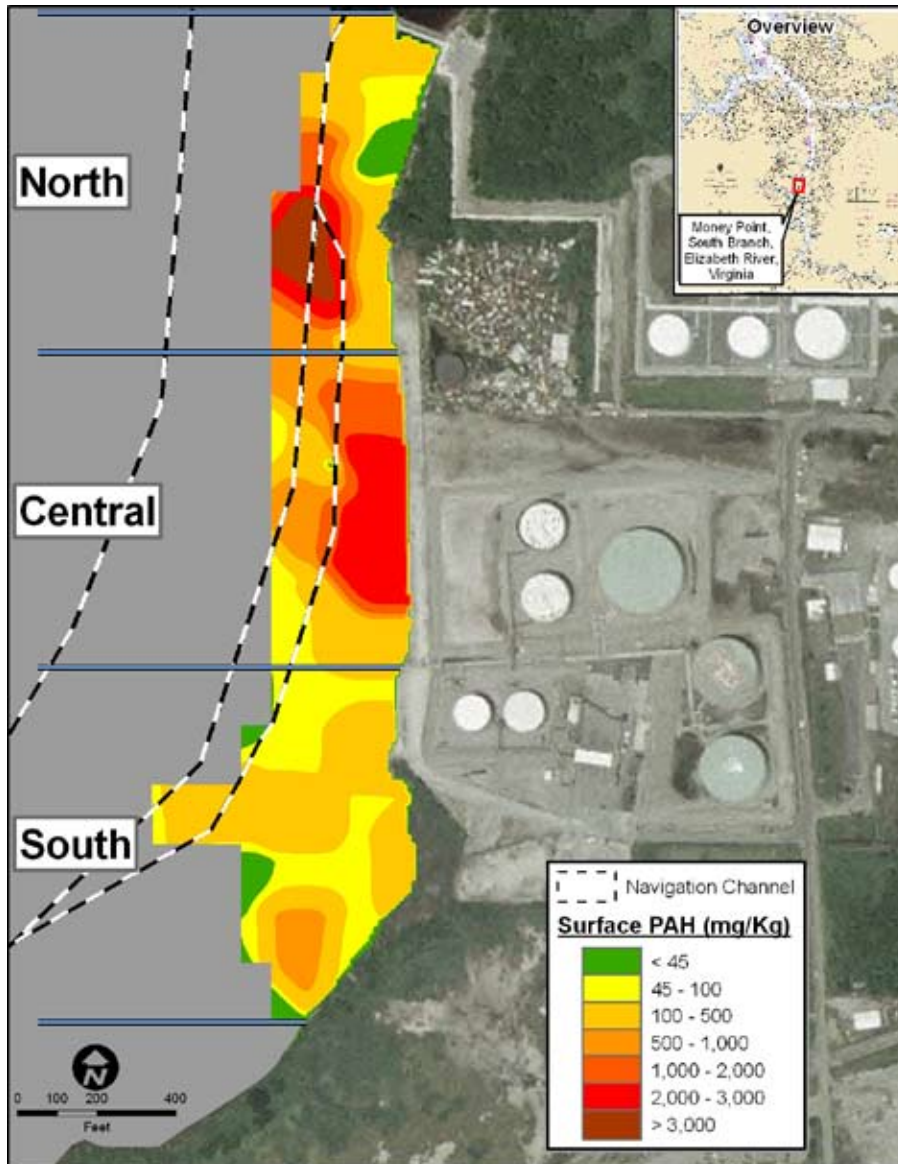 Overview
Money Point,
South Branch,
Elizabeth River,
Virginia
North
Central
South
Navigation Channel
Surface PAH (mg/Kg)
< 45
45 - 100
100 - 500
500 - 1,000
1,000 - 2,000
2,000 - 3,000
> 3,000
N
0 100 200 400
Feet